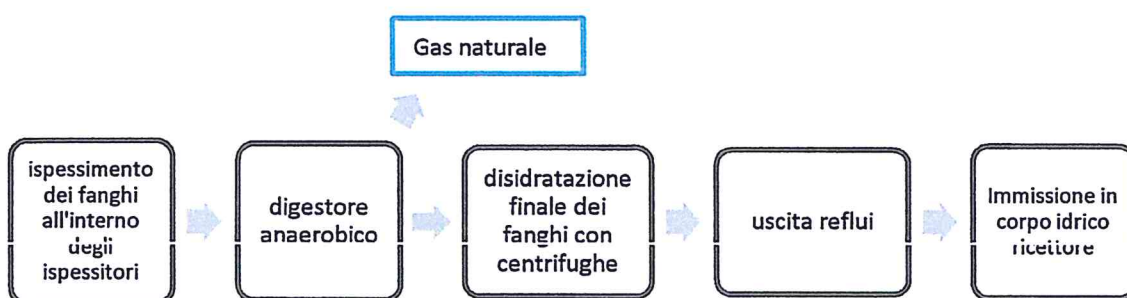 Gas naturale
ispessimento
dei fanghi
all'interno
degli
ispessitori
digestore
anaerobico
disidratazione
finale dei
fanghi con
centrifughe
uscita reflui
Immissione in
corpo idrico
ricettore